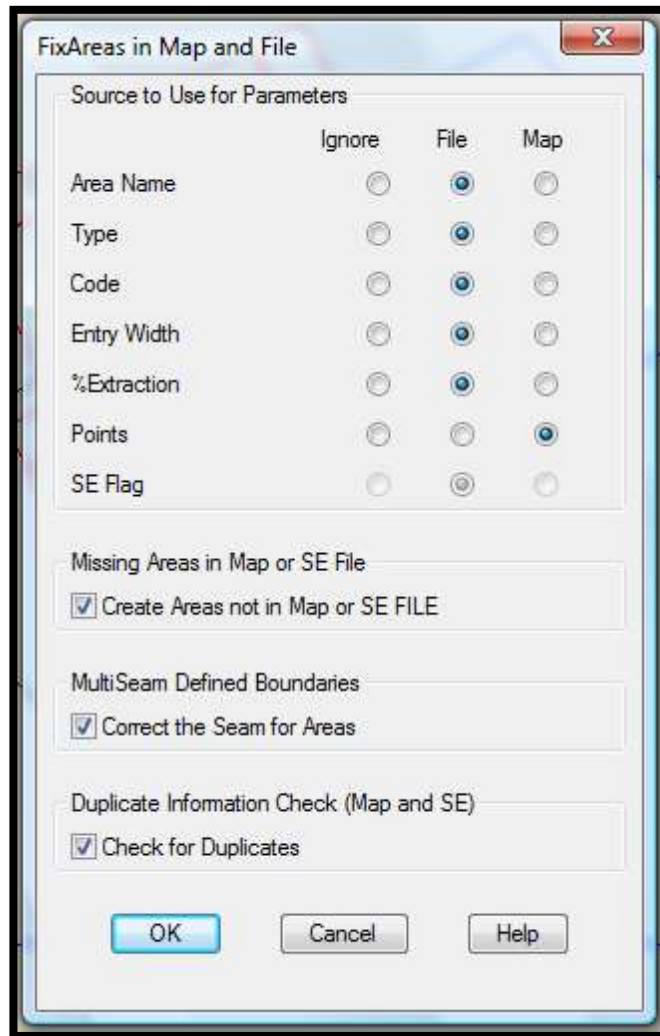 FixAreas in Map and File
Source to Use for Parameters
Ignore File Map
Area Name
Type
Code
Entry Width
%Extraction
Points
SE Flag
Missing Areas in Map or SE File
Create Areas not in Map or SE FILE
MultiSeam Defined Boundaries
Correct the Seam for Areas
Duplicate Information Check (Map and SE)
Check for Duplicates
OK Cancel Help